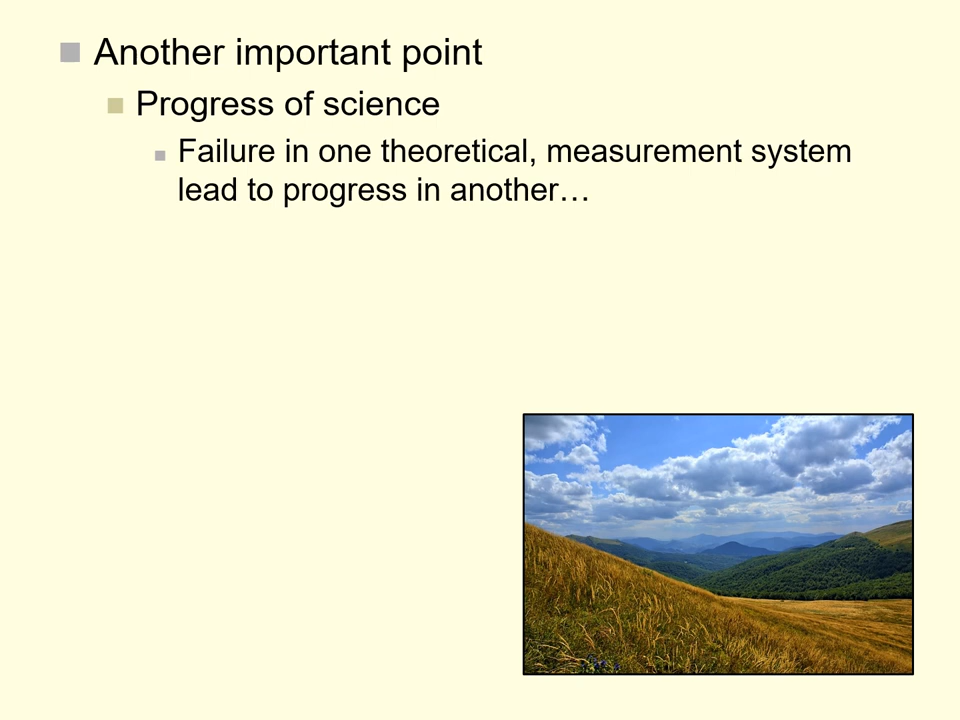 Another important point
Progress of science
Failure in one theoretical, measurement system
lead to progress in another…